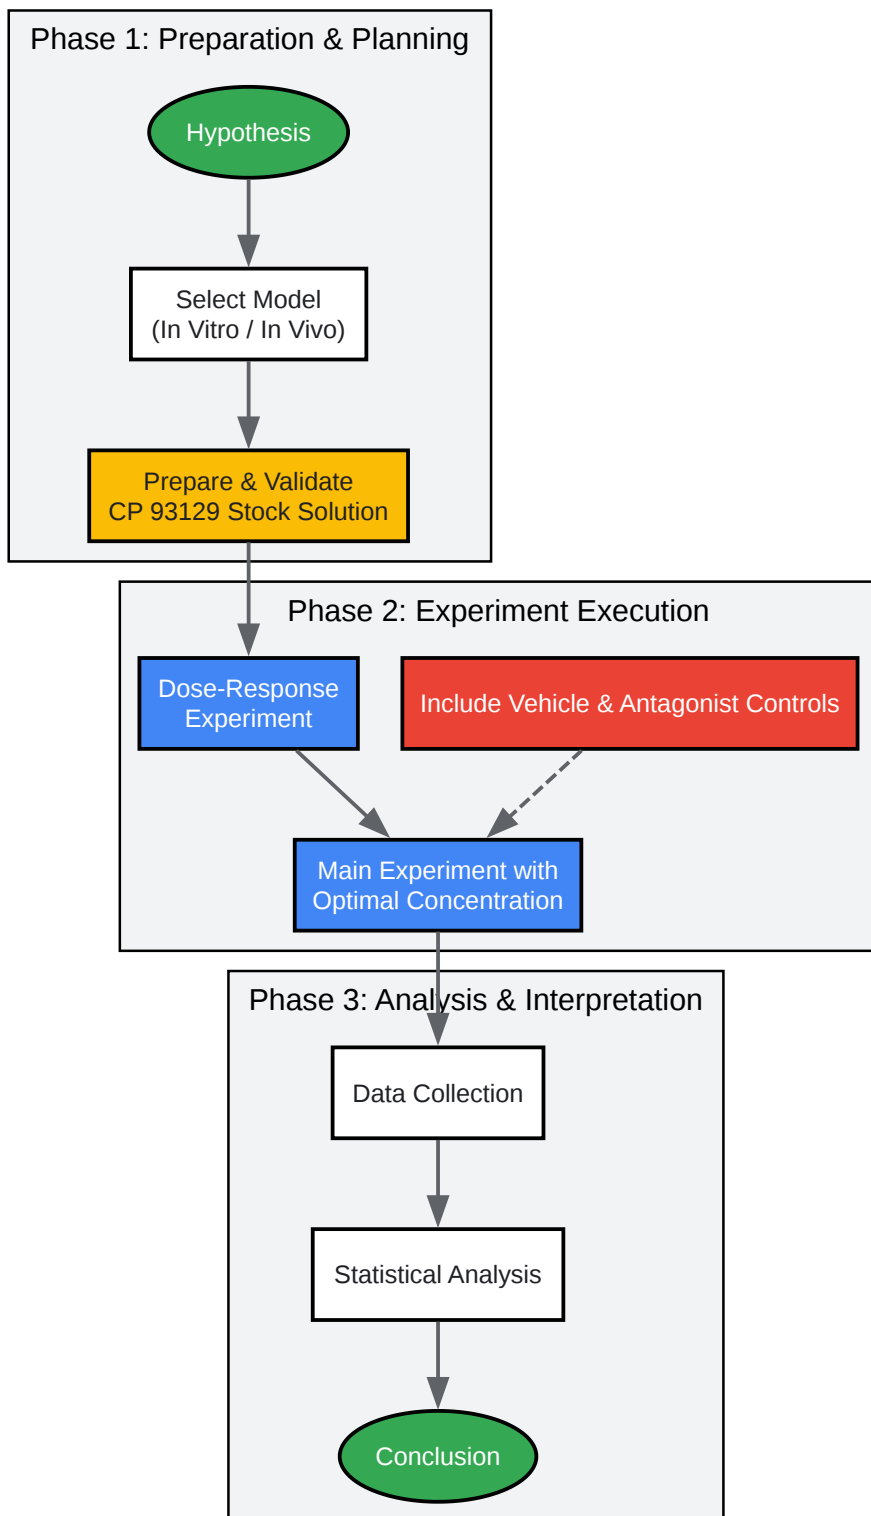 Phase 1: Preparation & Planning
Hypothesis
Select Model
(In Vitro / In Vivo)
Prepare & Validate
CP 93129 Stock Solution
Phase 2: Experiment Execution
Dose-Response
Experiment
Include Vehicle & Antagonist Controls
Main Experiment with
Optimal Concentration
Phase 3: Analysis & Interpretation
Data Collection
Statistical Analysis
Conclusion